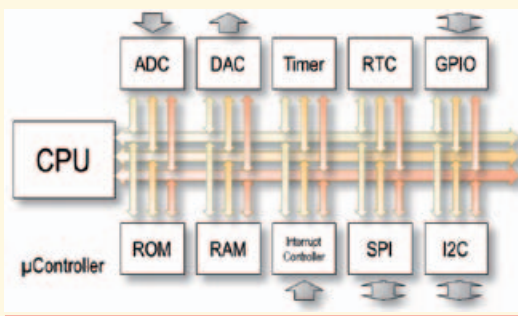 ADC DAC Timer RTC GPIO
CPU
ROM RAM Interrupt Controller SPI I2C
µController